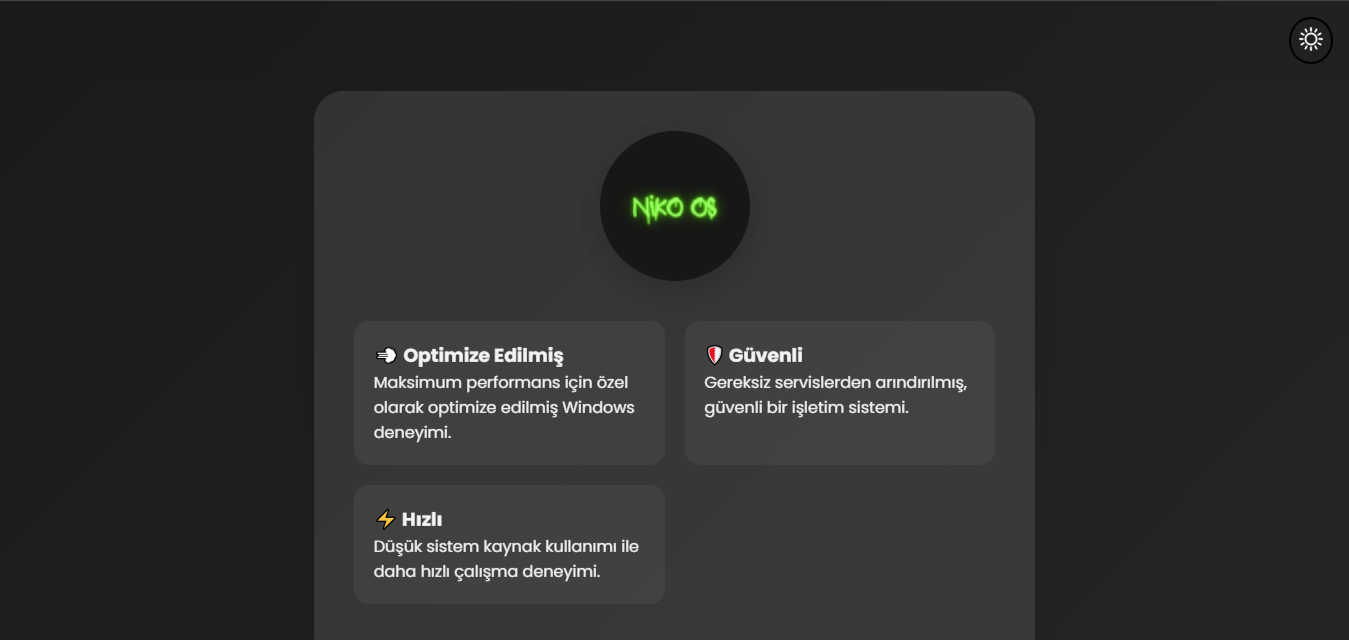 Niko OS
Optimize Edilmiş
Maksimum performans için özel
olarak optimize edilmiş Windows
deneyimi.
Güvenli
Gereksiz servislerden arındırılmış,
güvenli bir işletim sistemi.
Hızlı
Düşük sistem kaynak kullanımı ile
daha hızlı çalışma deneyimi.